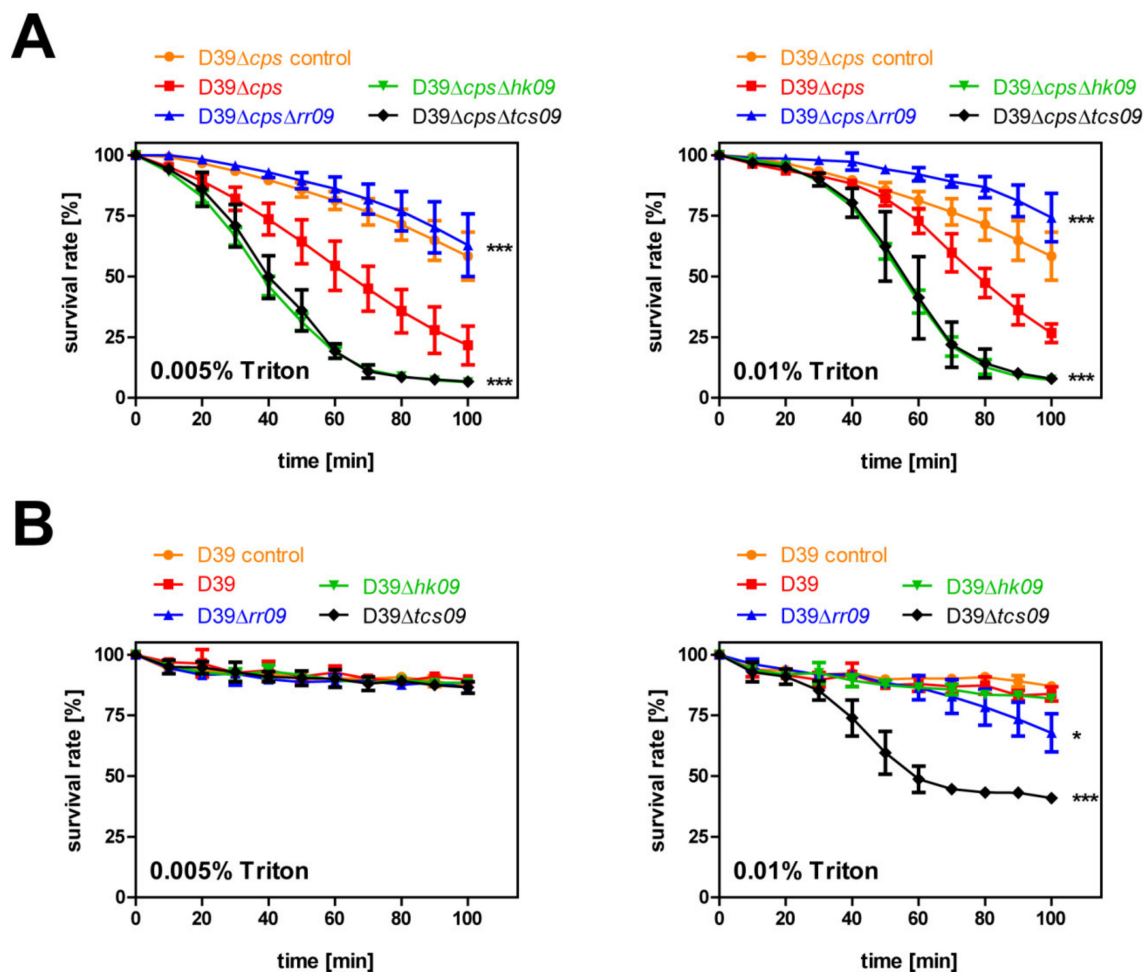 A
D39Δcps control
D39Δcps
D39ΔcpsΔhk09
D39ΔcpsΔrr09
D39ΔcpsΔtcs09
100
75
50
25
0
survival rate [%]
***
***
0.005% Triton
0 20 40 60 80 100
time [min]
D39Δcps control
D39Δcps
D39ΔcpsΔhk09
D39ΔcpsΔrr09
D39ΔcpsΔtcs09
100
75
50
25
0
survival rate [%]
***
***
0.01% Triton
0 20 40 60 80 100
time [min]
B
D39 control
D39
D39Δhk09
D39Δrr09
D39Δtcs09
100
75
50
25
0
survival rate [%]
0.005% Triton
0 20 40 60 80 100
time [min]
D39 control
D39
D39Δhk09
D39Δrr09
D39Δtcs09
100
75
50
25
0
survival rate [%]
*
***
0.01% Triton
0 20 40 60 80 100
time [min]